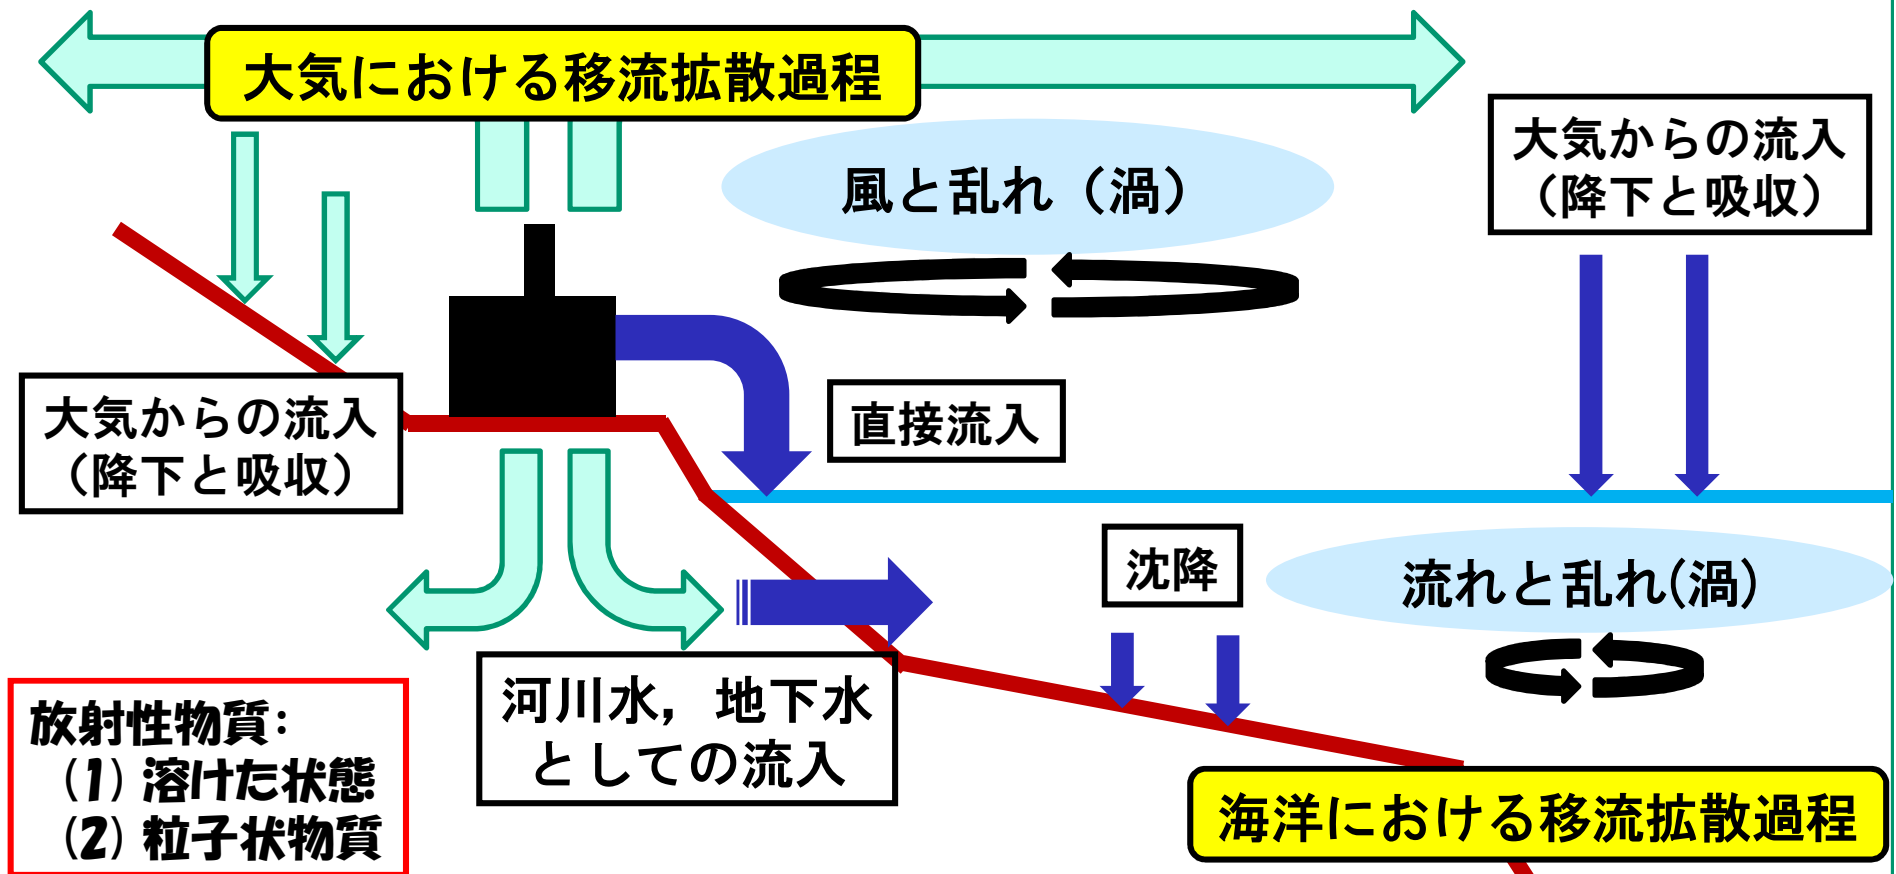 大気における移流拡散過程
大気からの流入
（降下と吸収）
風と乱れ（渦）
大気からの流入
（降下と吸収）
直接流入
沈降
流れと乱れ(渦)
河川水，地下水
としての流入
放射性物質：
(1) 溶けた状態
(2) 粒子状物質
海洋における移流拡散過程